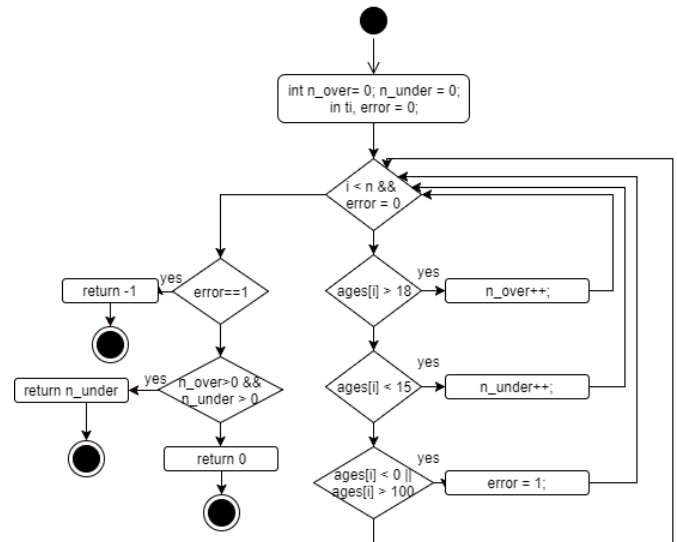 int n_over= 0; n_under = 0;
in ti, error = 0;
i < n &&
error = 0
yes
error==1
return -1
ages[i] > 18
yes
n_over++;
yes
n_over>0 &&
n_under > 0
return n_under
ages[i] < 15
yes
n_under++;
return 0
ages[i] < 0 ||
ages[i] > 100
yes
error = 1;